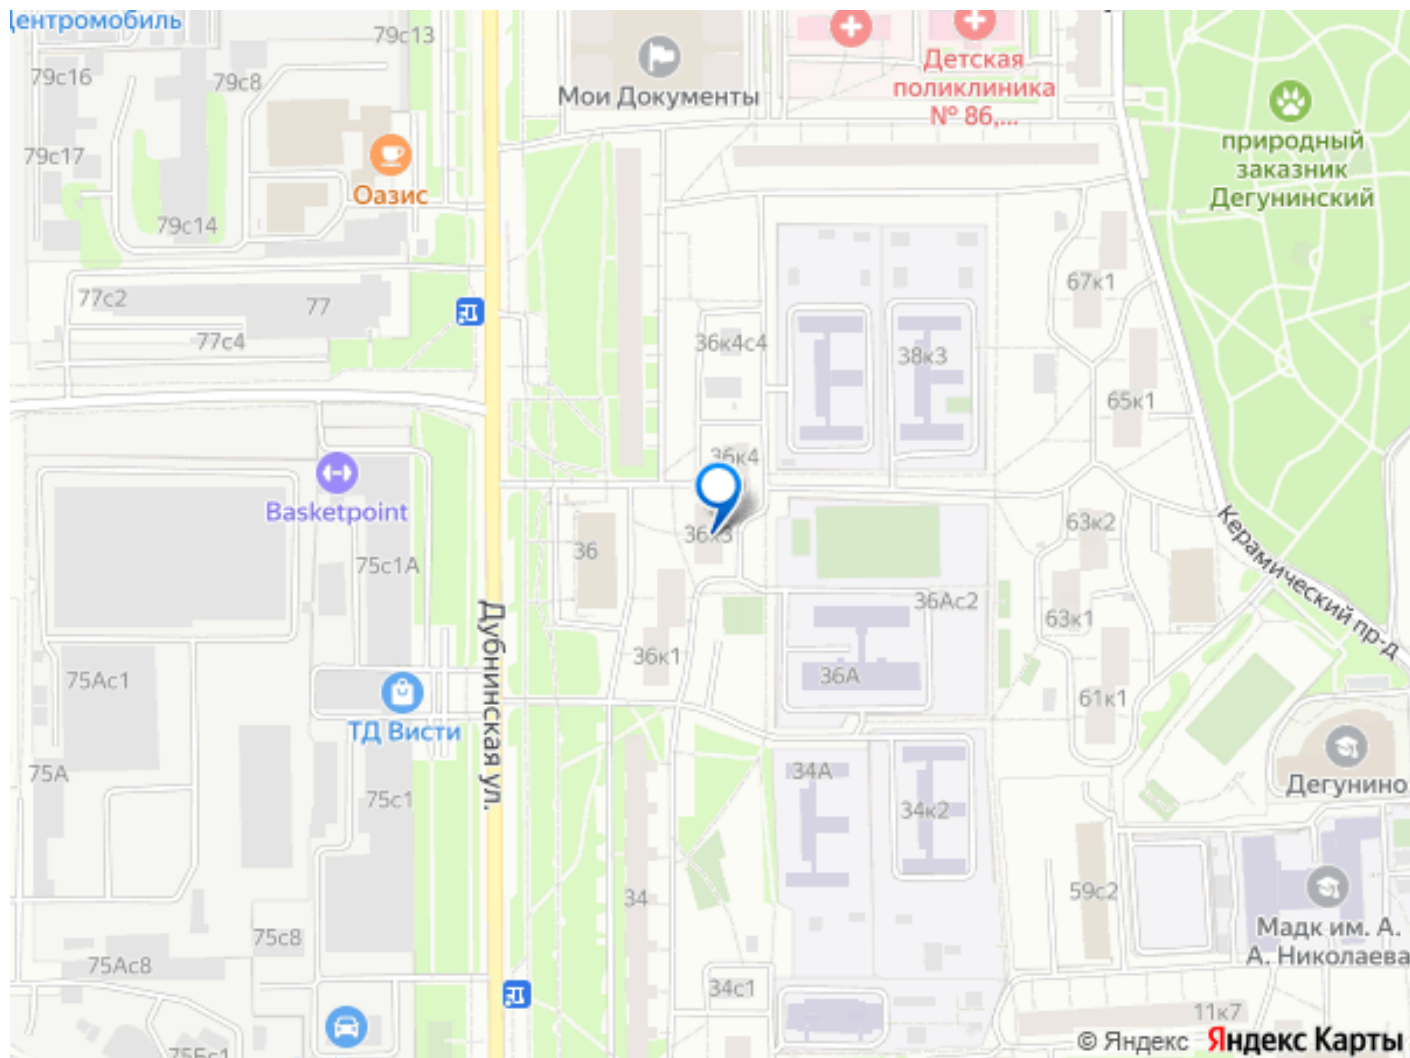 Центромобиль
79с13
79с16
79с8
Мои Документы
Детская
поликлиника
№ 86,...
79с17
Оазис
79с14
природный
заказник
Дегунинский
77с2
77
77с4
67к1
36к4с4
38к3
65к1
36к4
Basketpoint
36к3
36
63к2
75с1А
Керамический пр-д
36Ас2
63к1
Дубнинская ул.
36к1
36А
75Ас1
61к1
ТД Висти
75А
34А
Дегунино
75с1
34к2
34
59с2
Мадк им. А.
А. Николаева
75с8
75Ас8
34с1
11к7
75Бс1
© Яндекс Яндекс Карты